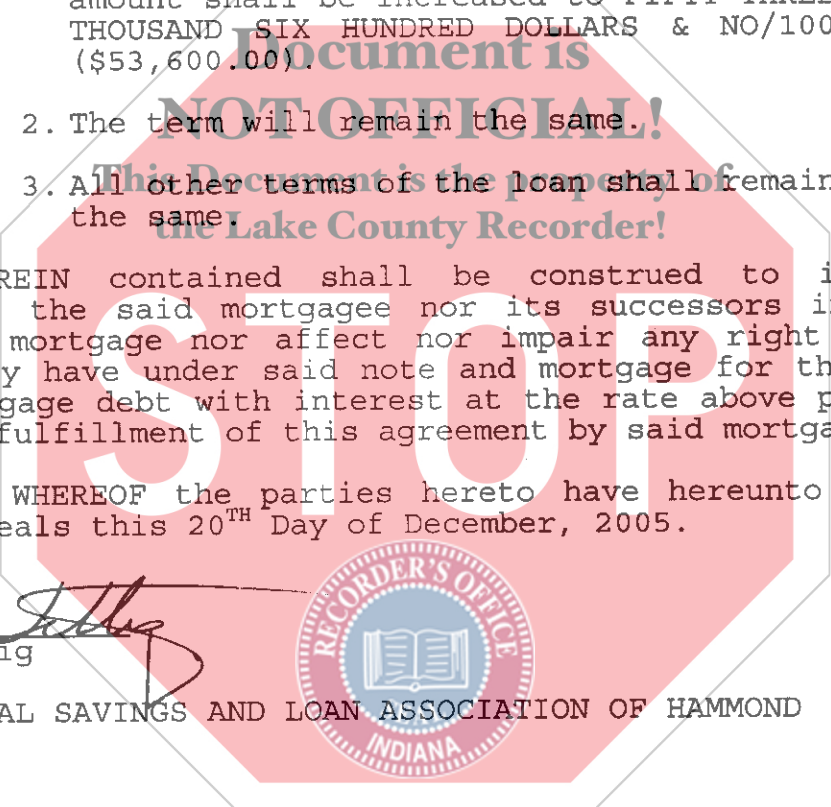 amount shall be increased to FIFTY THREE
THOUSAND SIX HUNDRED DOLLARS & NO/100
($53,600.00).
Document is
NOT OFFICIAL!
2. The term will remain the same.
This Document is the property of
3. All other terms of the loan shall remain
the same.
the Lake County Recorder!
REIN contained shall be construed to i
the said mortgagee nor its successors i
mortgage nor affect nor impair any right
y have under said note and mortgage for th
gage debt with interest at the rate above p
fulfillment of this agreement by said mortga
STOP
WHEREOF the parties hereto have hereunto
eals this 20TH Day of December, 2005.
RECORDER'S OFFICE
INDIANA
ig
AL SAVINGS AND LOAN ASSOCIATION OF HAMMOND